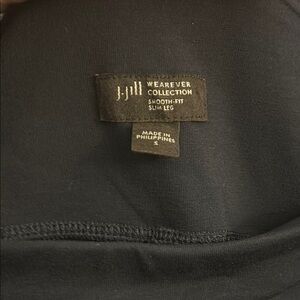 J.Jill
WEAREVER
COLLECTION
SMOOTH-FIT
SLIM LEG
MADE IN
PHILIPPINES
S